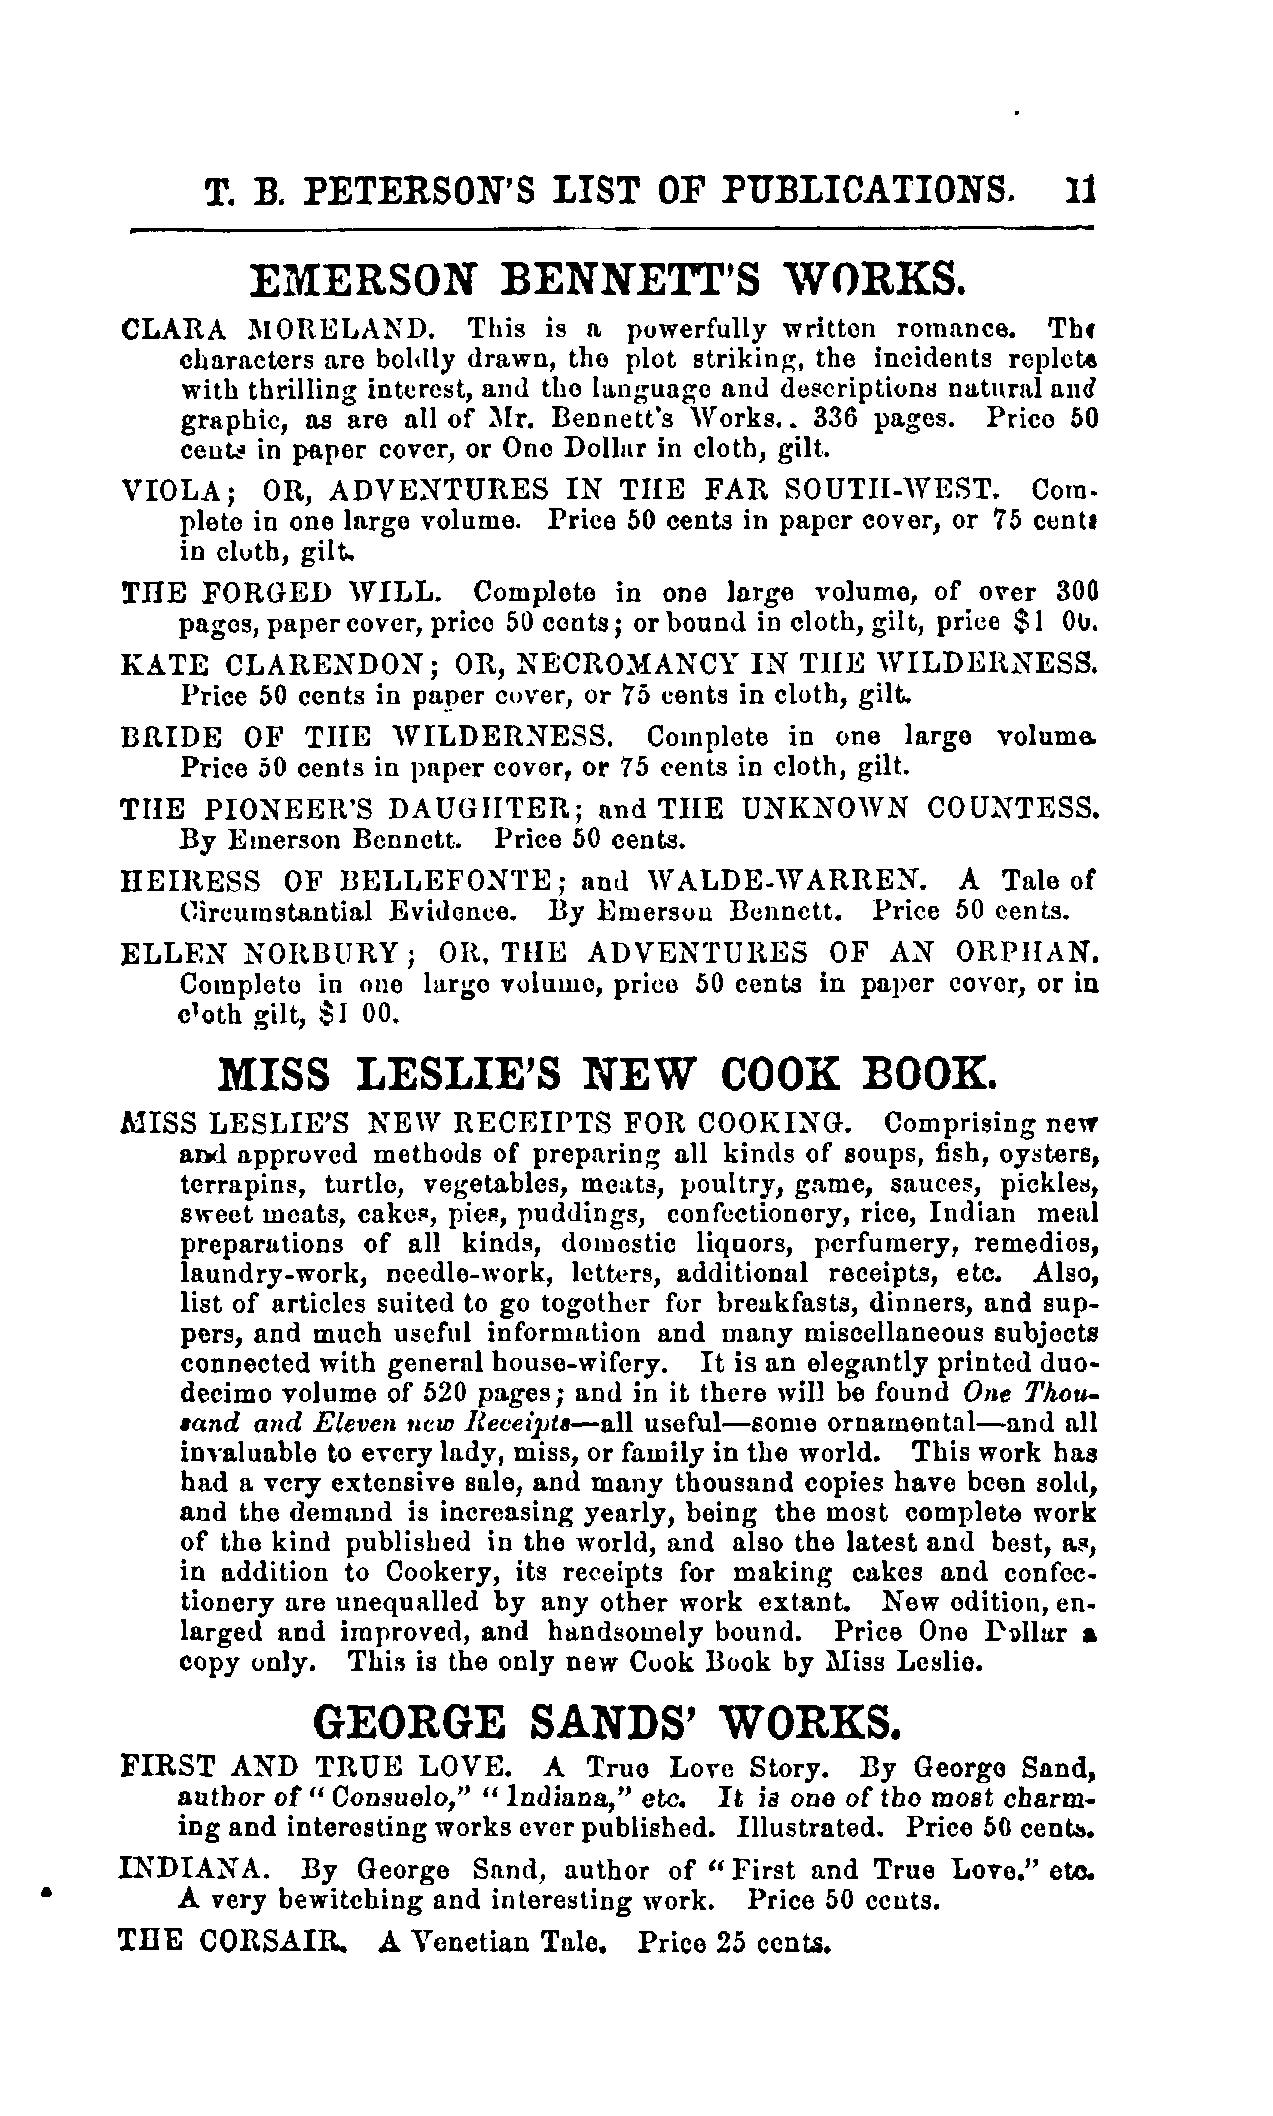 T. B. PETERSON'S LIST OF PUBLICATIONS. 11
EMERSON BENNETT'S WORKS.
CLARA MORELAND. This is a powerfully written romance. The
characters are boldly drawn, the plot striking, the incidents replete
with thrilling interest, and the language and descriptions natural and
graphic, as are all of Mr. Bennett's Works.. 336 pages. Price 50
cents in paper cover, or One Dollar in cloth, gilt.
VIOLA; OR, ADVENTURES IN THE FAR SOUTH-WEST. Com-
plete in one large volume. Price 50 cents in paper cover, or 75 cents
in cloth, gilt.
THE FORGED WILL. Complete in one large volume, of over 300
pages, paper cover, price 50 cents; or bound in cloth, gilt, price $1 00.
KATE CLARENDON; OR, NECROMANCY IN THE WILDERNESS.
Price 50 cents in paper cover, or 75 cents in cloth, gilt.
BRIDE OF THE WILDERNESS. Complete in one large volume.
Price 50 cents in paper cover, or 75 cents in cloth, gilt.
THE PIONEER'S DAUGHTER; and THE UNKNOWN COUNTESS.
By Emerson Bennett. Price 50 cents.
HEIRESS OF BELLEFONTE; and WALDE-WARREN. A Tale of
Circumstantial Evidence. By Emerson Bennett. Price 50 cents.
ELLEN NORBURY; OR, THE ADVENTURES OF AN ORPHAN.
Complete in one large volume, price 50 cents in paper cover, or in
cloth gilt, $1 00.
MISS LESLIE'S NEW COOK BOOK.
MISS LESLIE'S NEW RECEIPTS FOR COOKING. Comprising new
and approved methods of preparing all kinds of soups, fish, oysters,
terrapins, turtle, vegetables, meats, poultry, game, sauces, pickles,
sweet meats, cakes, pies, puddings, confectionery, rice, Indian meal
preparations of all kinds, domestic liquors, perfumery, remedies,
laundry-work, needle-work, letters, additional receipts, etc. Also,
list of articles suited to go together for breakfasts, dinners, and sup-
pers, and much useful information and many miscellaneous subjects
connected with general house-wifery. It is an elegantly printed duo-
decimo volume of 520 pages; and in it there will be found One Thou-
sand and Eleven new Receipts—all useful—some ornamental—and all
invaluable to every lady, miss, or family in the world. This work has
had a very extensive sale, and many thousand copies have been sold,
and the demand is increasing yearly, being the most complete work
of the kind published in the world, and also the latest and best, as,
in addition to Cookery, its receipts for making cakes and confec-
tionery are unequalled by any other work extant. New edition, en-
larged and improved, and handsomely bound. Price One Dollar a
copy only. This is the only new Cook Book by Miss Leslie.
GEORGE SANDS' WORKS.
FIRST AND TRUE LOVE. A True Love Story. By George Sand,
author of "Consuelo," "Indiana," etc. It is one of the most charm-
ing and interesting works ever published. Illustrated. Price 50 cents.
INDIANA. By George Sand, author of "First and True Love." etc.
A very bewitching and interesting work. Price 50 cents.
THE CORSAIR. A Venetian Tale. Price 25 cents.